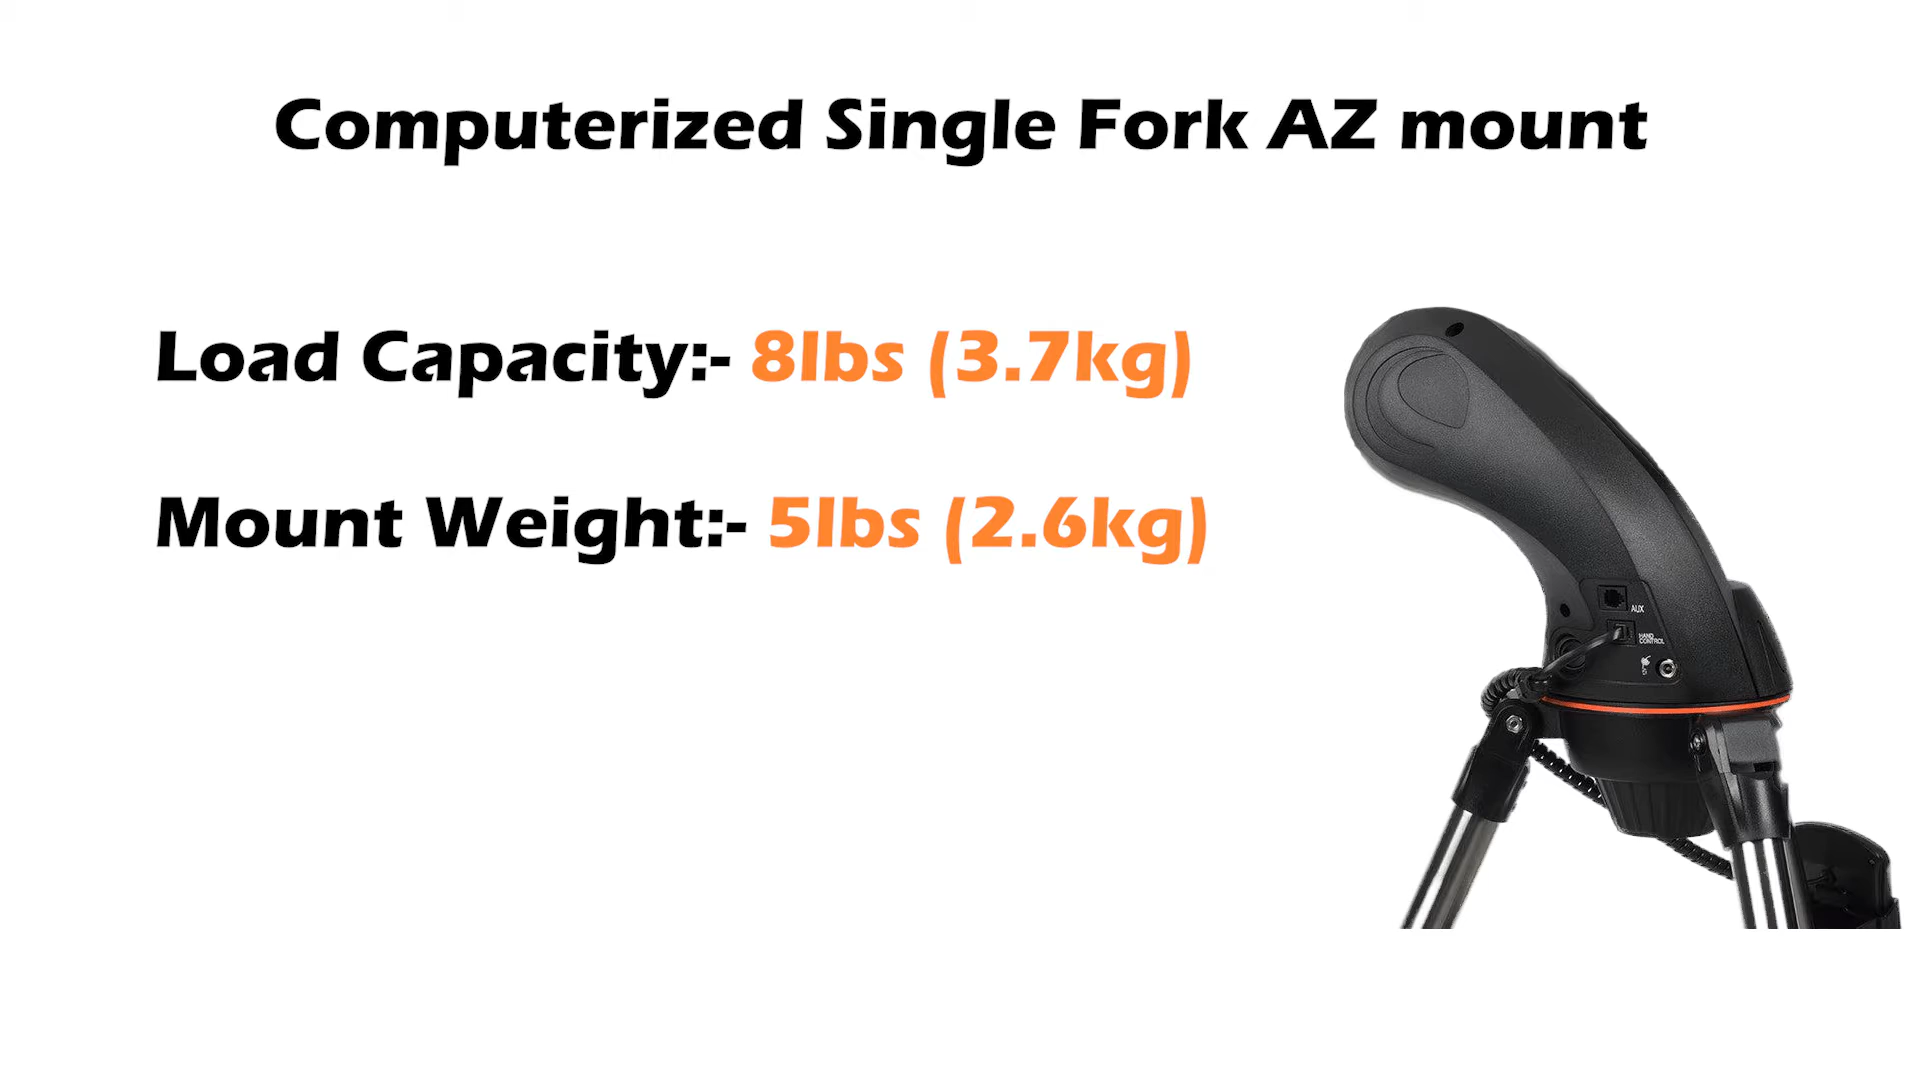 Computerized Single Fork AZ mount
Load Capacity:- 8lbs (3.7kg)
Mount Weight:- 5lbs (2.6kg)
AUX
HAND
CONTROL